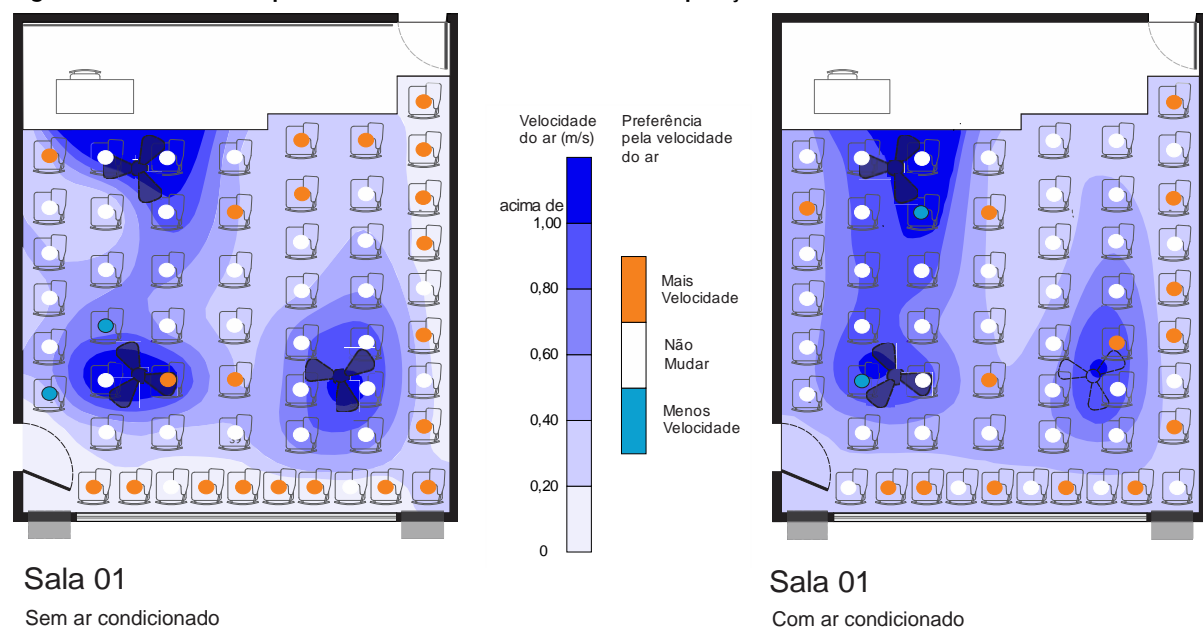 Velocidade
do ar (m/s)
acima de
1,00
0,80
0,60
0,40
0,20
0
Preferência
pela velocidade
do ar
Mais
Velocidade
Não
Mudar
Menos
Velocidade
Sala 01
Sem ar condicionado
Sala 01
Com ar condicionado